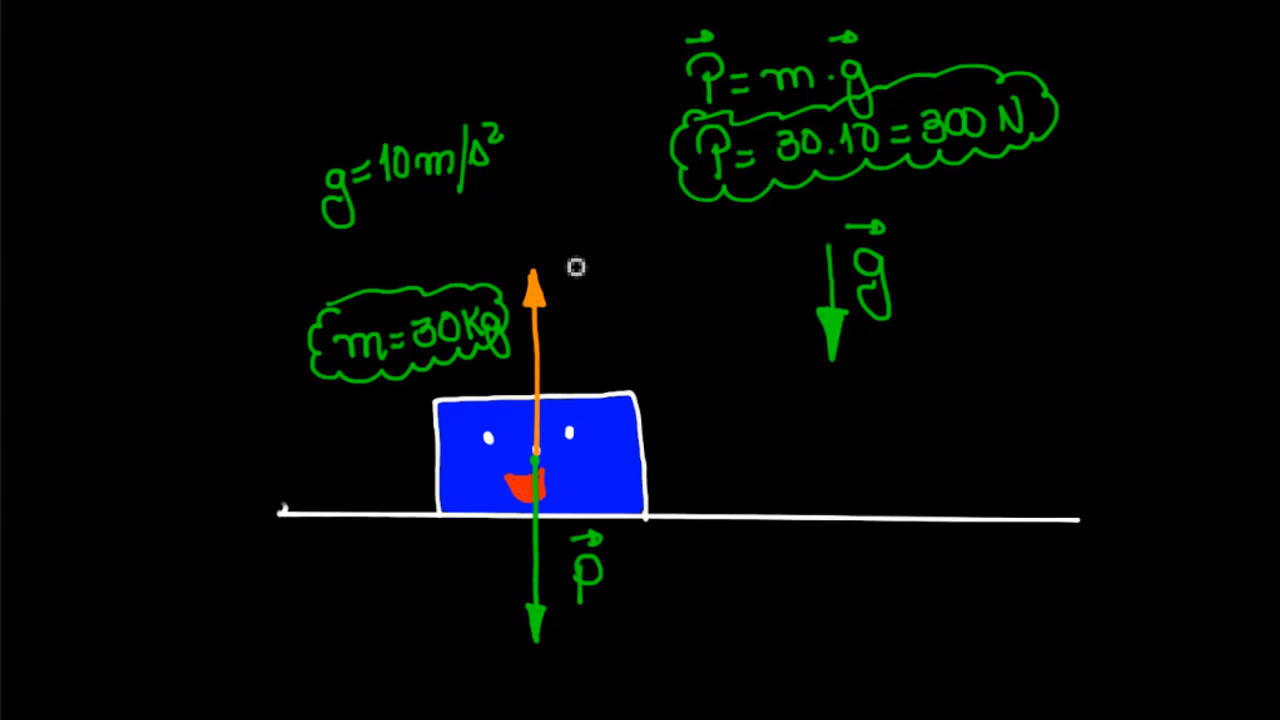 P = m . g
P = 30.10 = 300 N
g = 10 m/s²
g
m = 30 Kg
P